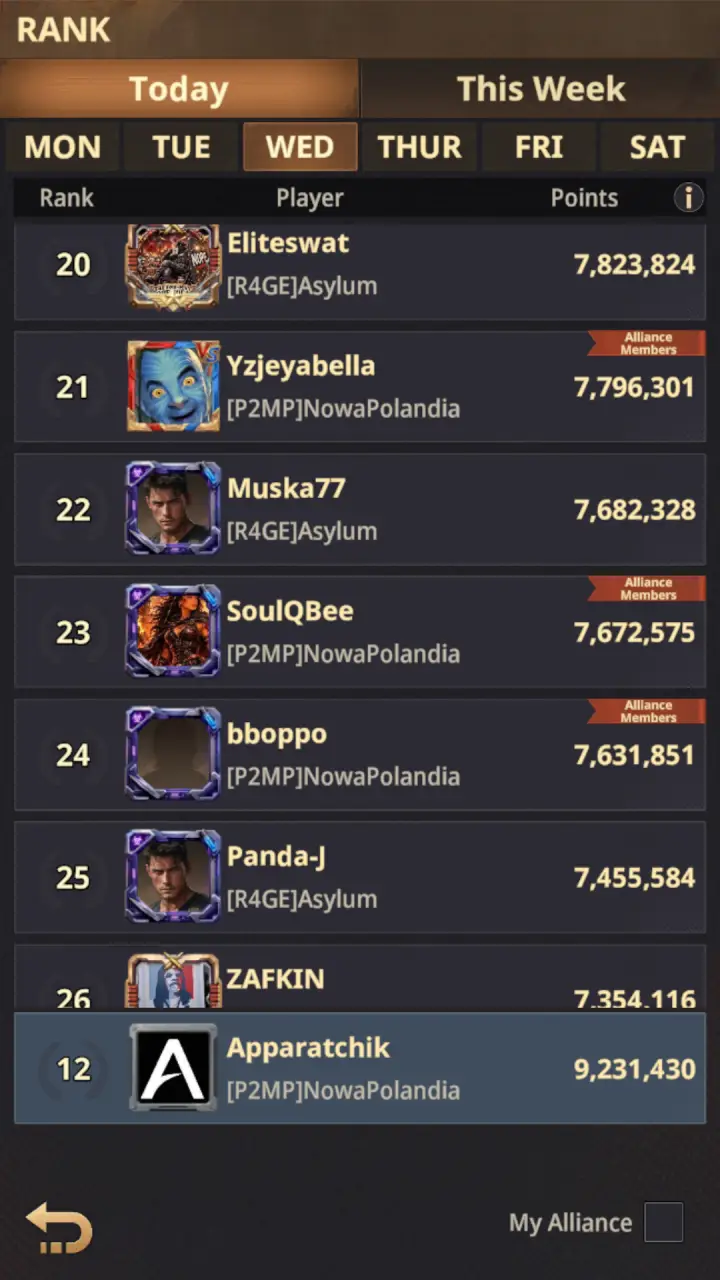 RANK
Today
This Week
MON
TUE
WED
THUR
FRI
SAT
Rank
Player
Points
i
20
Eliteswat
[R4GE]Asylum
7,823,824
NOPE
Alliance
Members
21
Yzjeyabella
[P2MP]NowaPolandia
7,796,301
VS
22
Muska77
[R4GE]Asylum
7,682,328
Alliance
Members
23
SoulQBee
[P2MP]NowaPolandia
7,672,575
Alliance
Members
24
bboppo
[P2MP]NowaPolandia
7,631,851
25
Panda-J
[R4GE]Asylum
7,455,584
26
ZAFKIN
7,354,116
12
A
Apparatchik
[P2MP]NowaPolandia
9,231,430
My Alliance